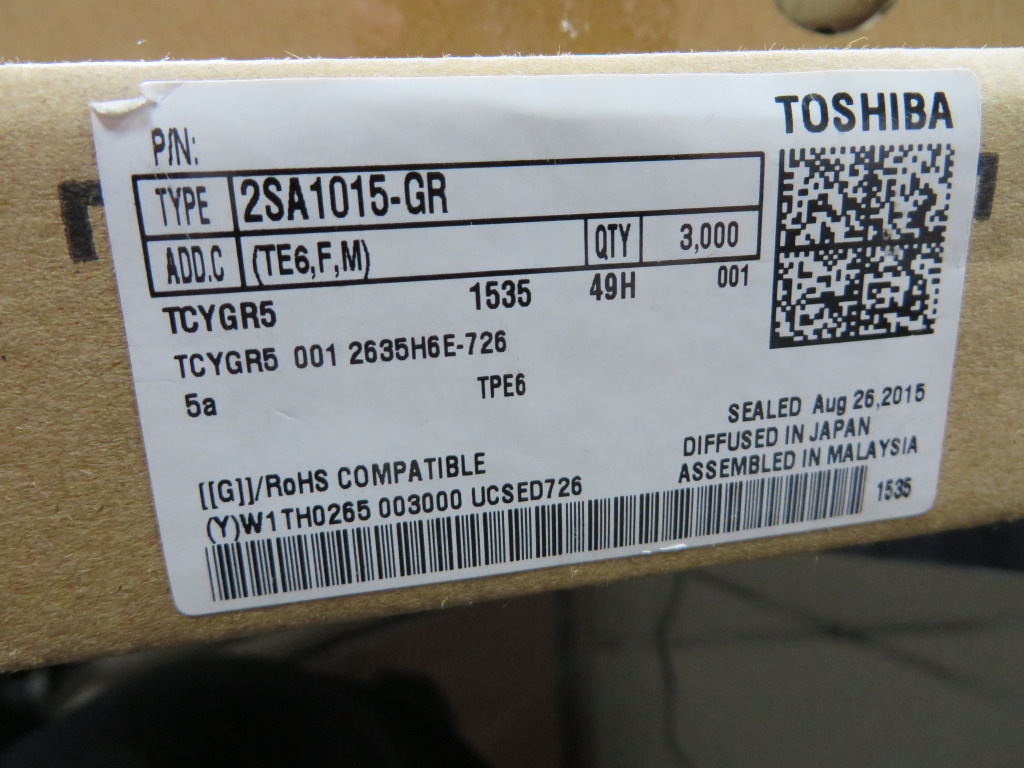 TOSHIBA
P/N:
TYPE 2SA1015-GR
ADD.C (TE6,F,M) QTY 3,000
TCYGR5 1535 49H 001
TCYGR5 001 2635H6E-726
5a TPE6
SEALED Aug 26,2015
DIFFUSED IN JAPAN
ASSEMBLED IN MALAYSIA
[[G]]/RoHS COMPATIBLE
(Y)W1TH0265 003000 UCSED726
1535